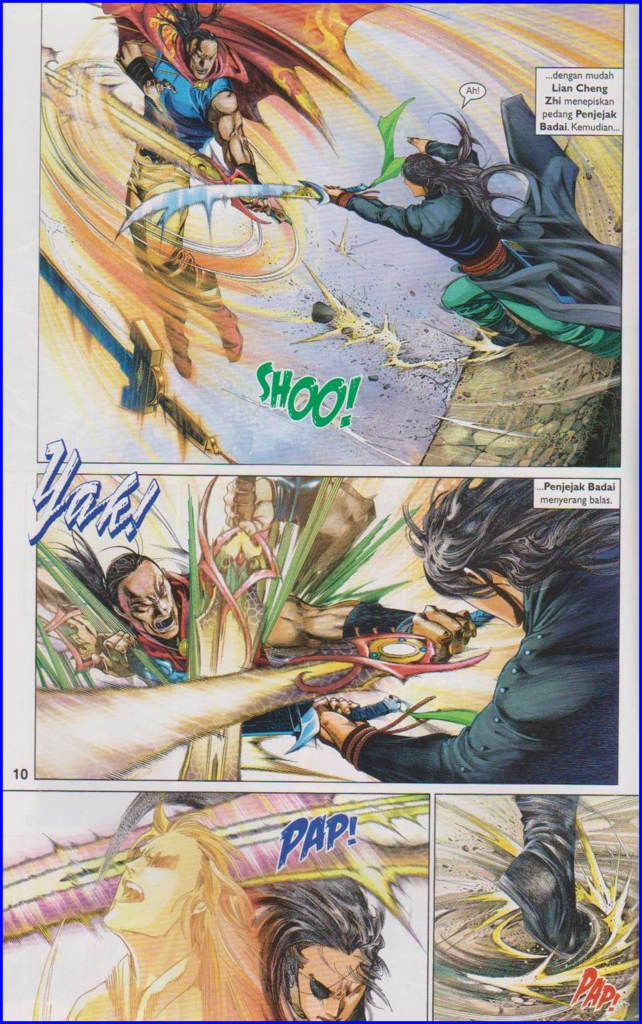 ...dengan mudah
Lian Cheng
Zhi menepiskan
pedang Penjejak
Badai. Kemudian...
Ah!
SHOO!
Yak!
...Penjejak Badai
menyerang balas.
10
PAP!
PAP!